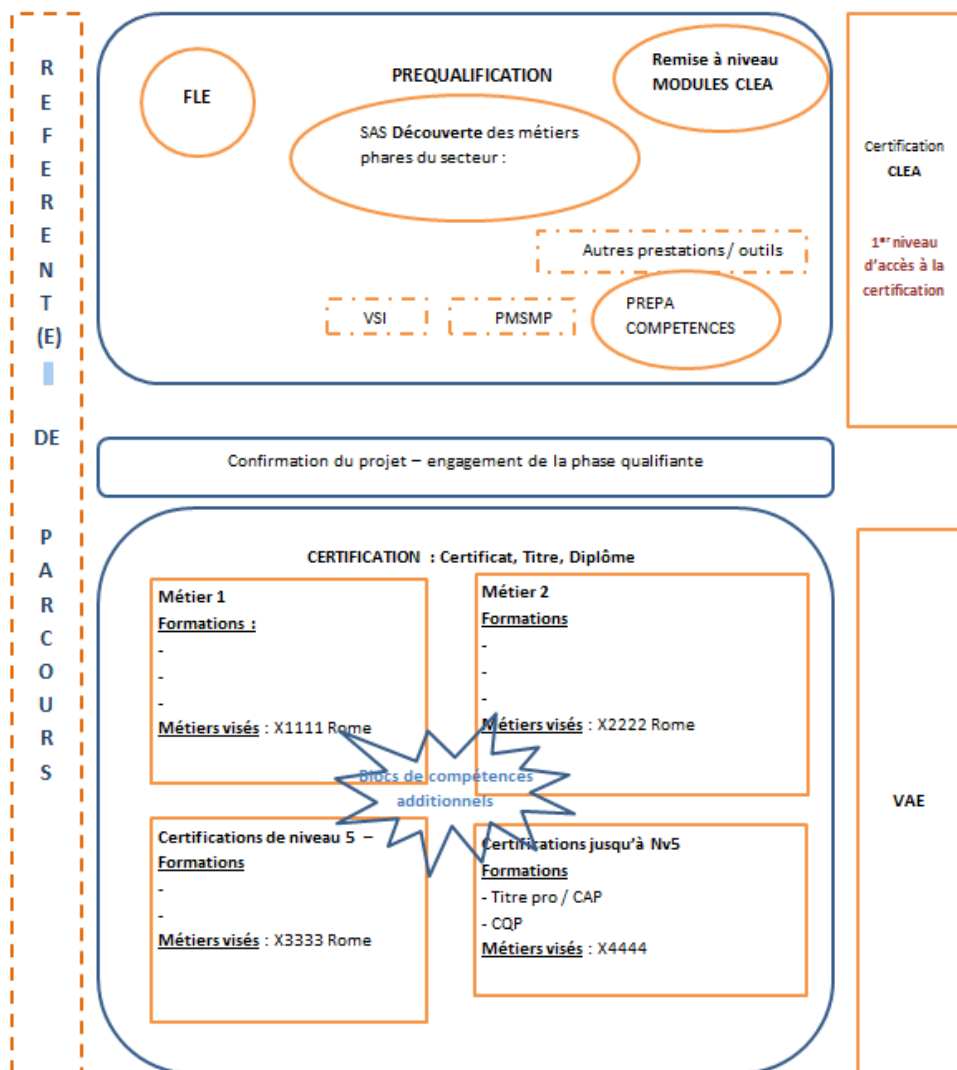 R
E
F
E
R
E
N
T
(E)
DE
P
A
R
C
O
U
R
S
PREQUALIFICATION
FLE
Remise à niveau
MODULES CLEA
SAS Découverte des métiers
phares du secteur :
Autres prestations / outils
VSI
PMSMP
PREPA
COMPETENCES
Certification
CLEA
1er niveau
d'accès à la
certification
Confirmation du projet – engagement de la phase qualifiante
CERTIFICATION : Certificat, Titre, Diplôme
Métier 1
Formations :
-
-
-
Métiers visés : X1111 Rome
Métier 2
Formations
-
-
-
Métiers visés : X2222 Rome
Blocs de compétences
additionnels
Certifications de niveau 5 –
Formations
-
-
Métiers visés : X3333 Rome
Certifications jusqu'à Nv5
Formations
- Titre pro / CAP
- CQP
Métiers visés : X4444
VAE